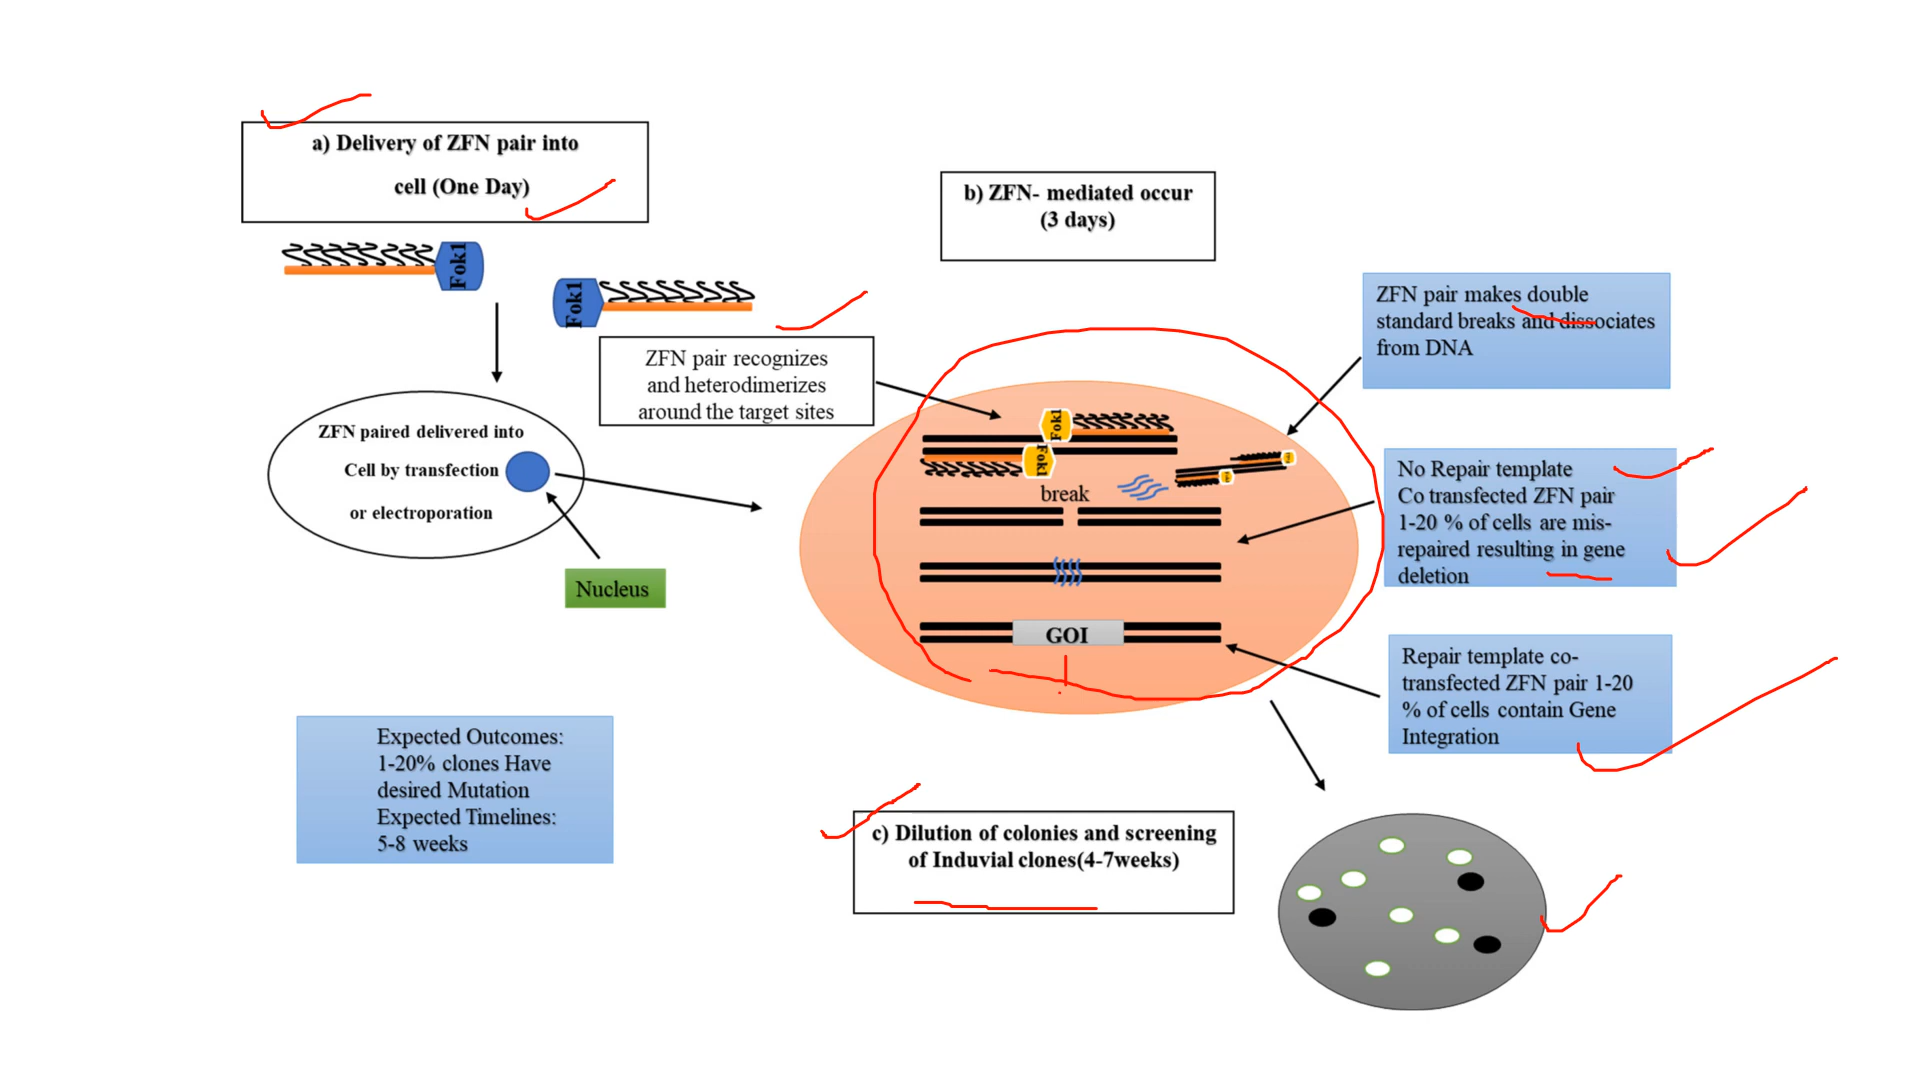 a) Delivery of ZFN pair into
cell (One Day)
Fok1
Fok1
ZFN paired delivered into
Cell by transfection
or electroporation
Nucleus
Expected Outcomes:
1-20% clones Have
desired Mutation
Expected Timelines:
5-8 weeks
b) ZFN- mediated occur
(3 days)
ZFN pair recognizes
and heterodimerizes
around the target sites
Fok1
Fok1
break
GOI
ZFN pair makes double
standard breaks and dissociates
from DNA
No Repair template
Co transfected ZFN pair
1-20 % of cells are mis-
repaired resulting in gene
deletion
Repair template co-
transfected ZFN pair 1-20
% of cells contain Gene
Integration
c) Dilution of colonies and screening
of Induvial clones(4-7weeks)